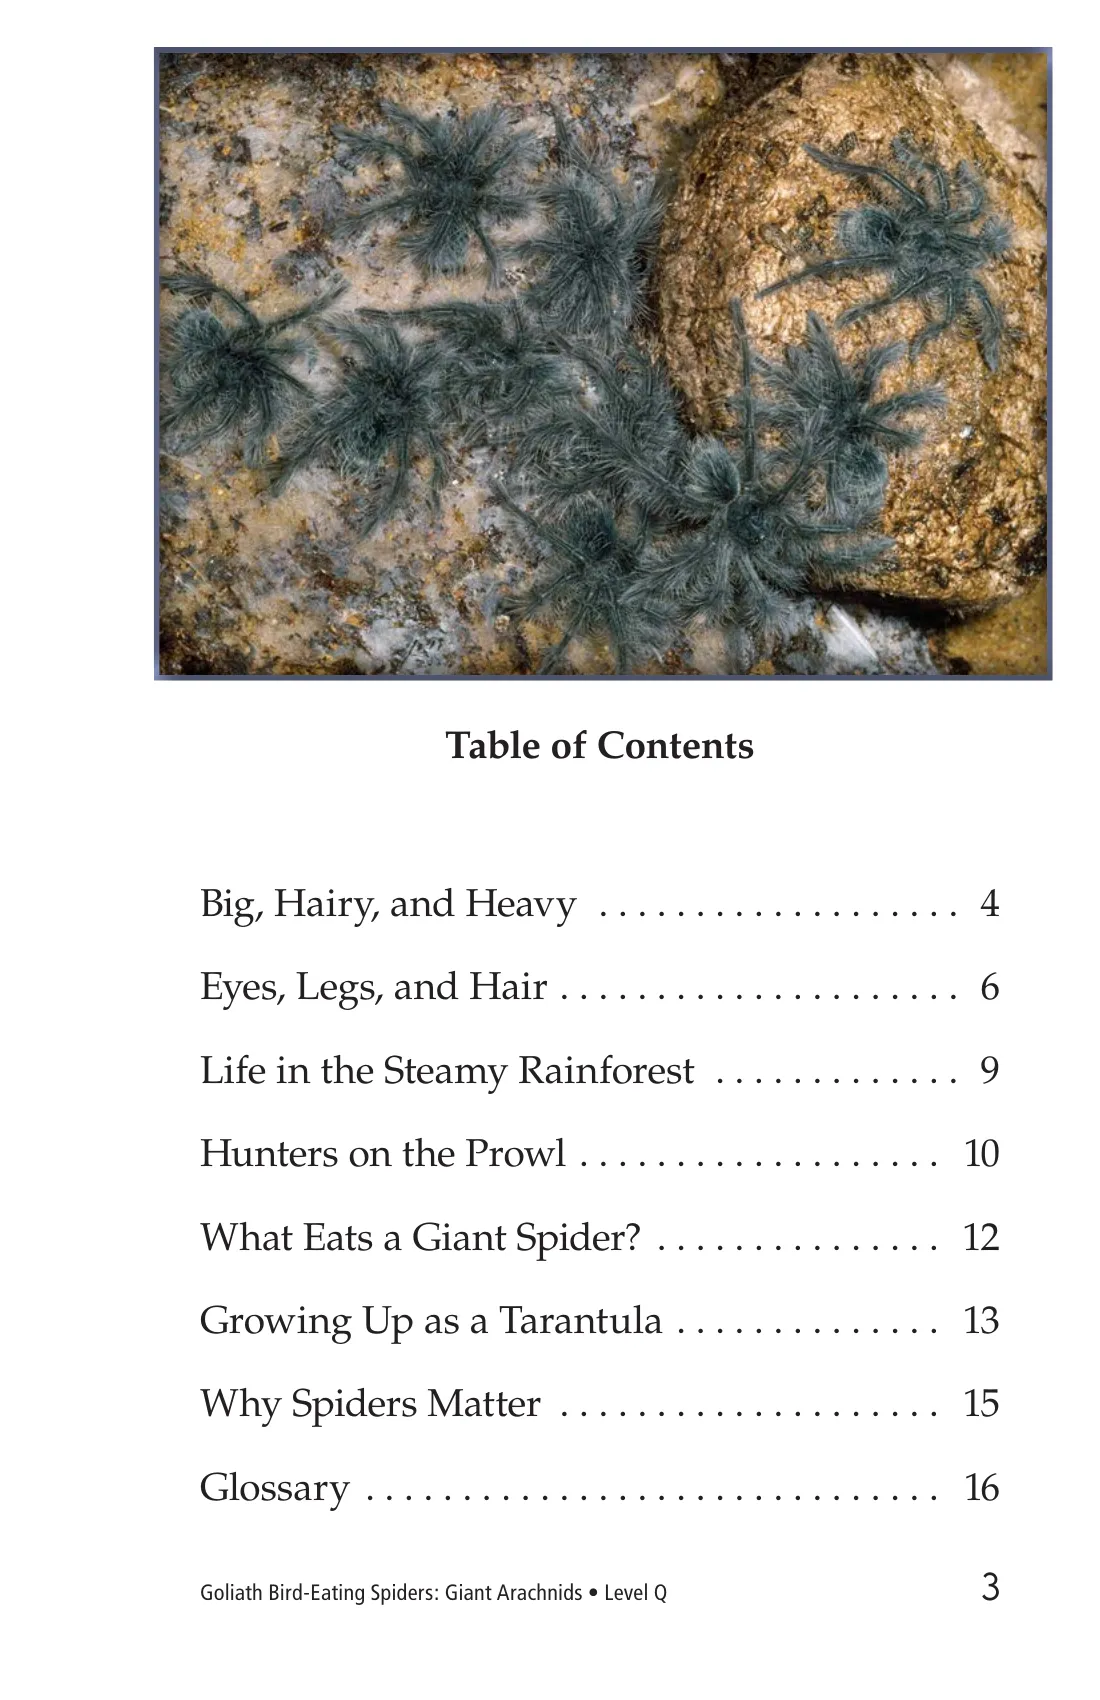 Table of Contents
Big, Hairy, and Heavy . . . . . . . . . . . . . . . . . . . 4
Eyes, Legs, and Hair . . . . . . . . . . . . . . . . . . . . . 6
Life in the Steamy Rainforest . . . . . . . . . . . . . 9
Hunters on the Prowl . . . . . . . . . . . . . . . . . . . 10
What Eats a Giant Spider? . . . . . . . . . . . . . . . 12
Growing Up as a Tarantula . . . . . . . . . . . . . . 13
Why Spiders Matter . . . . . . . . . . . . . . . . . . . . 15
Glossary . . . . . . . . . . . . . . . . . . . . . . . . . . . . . . 16
Goliath Bird-Eating Spiders: Giant Arachnids • Level Q 3